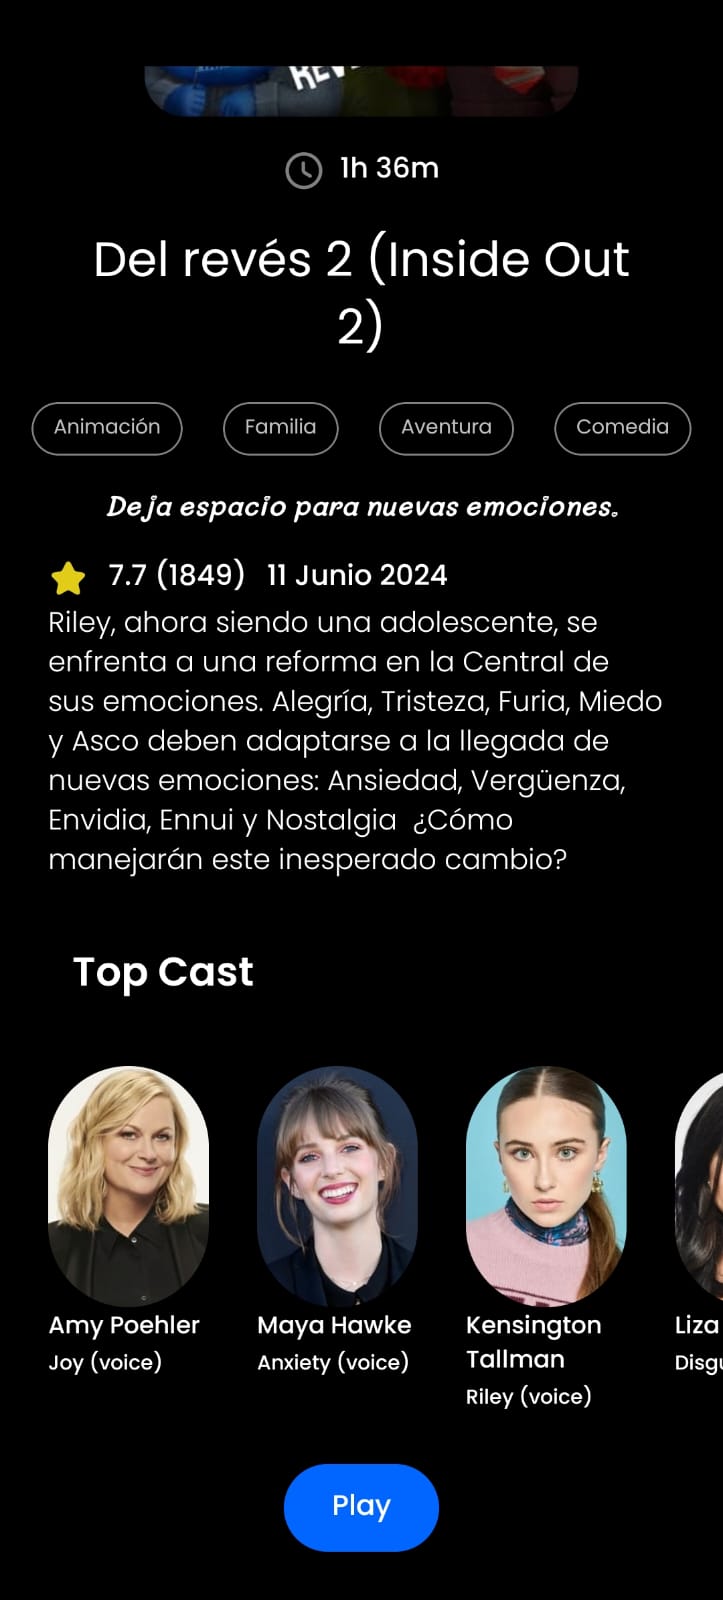 1h 36m
Del revés 2 (Inside Out
2)
Animación Familia Aventura Comedia
Deja espacio para nuevas emociones.
7.7 (1849) 11 Junio 2024
Riley, ahora siendo una adolescente, se
enfrenta a una reforma en la Central de
sus emociones. Alegría, Tristeza, Furia, Miedo
y Asco deben adaptarse a la llegada de
nuevas emociones: Ansiedad, Vergüenza,
Envidia, Ennui y Nostalgia  ¿Cómo
manejarán este inesperado cambio?
Top Cast
Amy Poehler
Joy (voice)
Maya Hawke
Anxiety (voice)
Kensington
Tallman
Riley (voice)
Liza
Play